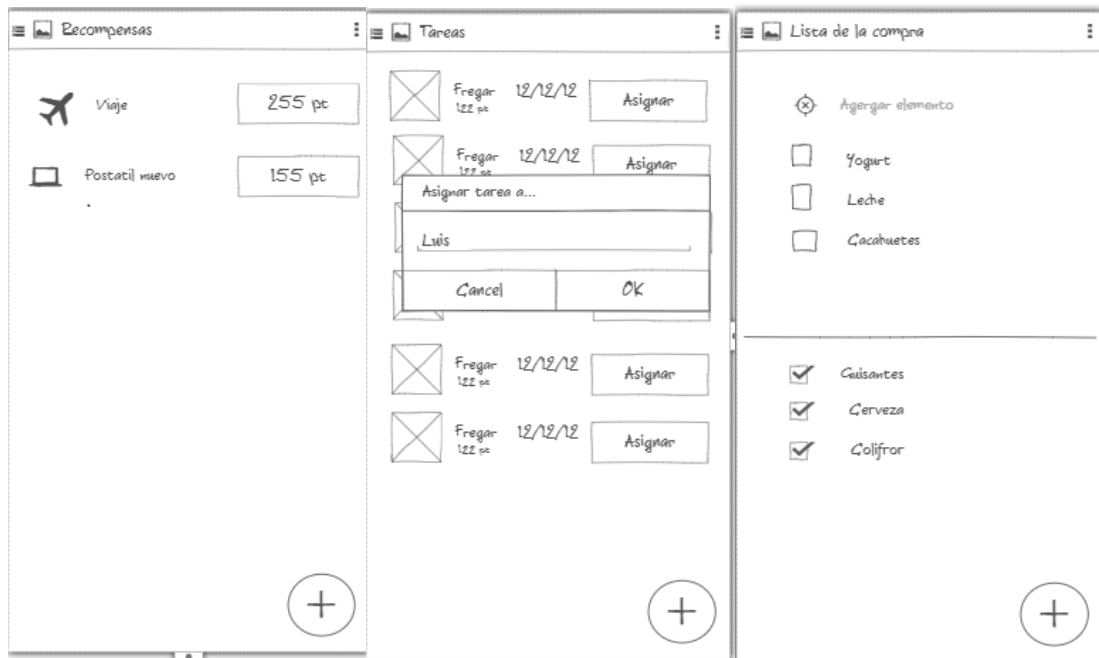 Recompensas
Viaje
255 pt
Postatil nuevo
155 pt
Tareas
Fregar 12/12/12
122 pt
Asignar
Fregar 12/12/12
122 pt
Asignar
Asignar tarea a...
Luis
Cancel
OK
Fregar 12/12/12
122 pt
Asignar
Fregar 12/12/12
122 pt
Asignar
Lista de la compra
Agergar elemento
Yogurt
Leche
Cacahuetes
Guisantes
Cerveza
Colifror